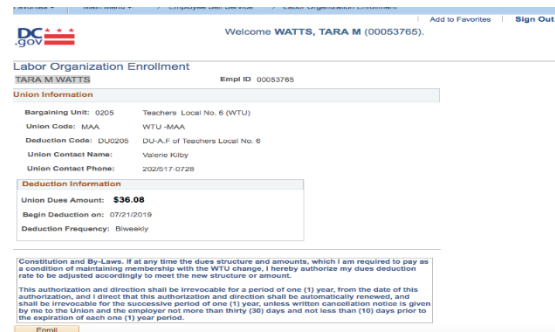 Favorites Main Menu > Employee Self Service > Labor Organization Enrollment
Add to Favorites | Sign Out
DC
.gov
Welcome WATTS, TARA M (00053765).
Labor Organization Enrollment
TARA M WATTS Empl ID 00053765
Union Information
Bargaining Unit: 0205 Teachers Local No. 6 (WTU)
Union Code: MAA WTU -MAA
Deduction Code: DU0205 DU-A.F of Teachers Local No. 6
Union Contact Name: Valerie Kilby
Union Contact Phone: 202/517-0728
Deduction Information
Union Dues Amount: $36.08
Begin Deduction on: 07/21/2019
Deduction Frequency: Biweekly
Constitution and By-Laws. If at any time the dues structure and amounts, which I am required to pay as
a condition of maintaining membership with the WTU change, I hereby authorize my dues deduction
rate to be adjusted accordingly to meet the new structure or amount.
This authorization and direction shall be irrevocable for a period of one (1) year, from the date of this
authorization, and I direct that this authorization and direction shall be automatically renewed, and
shall be irrevocable for the successive period of one (1) year, unless written cancellation notice is given
by me to the Union and the employer not more than thirty (30) days and not less than (10) days prior to
the expiration of each one (1) year period.
Enroll